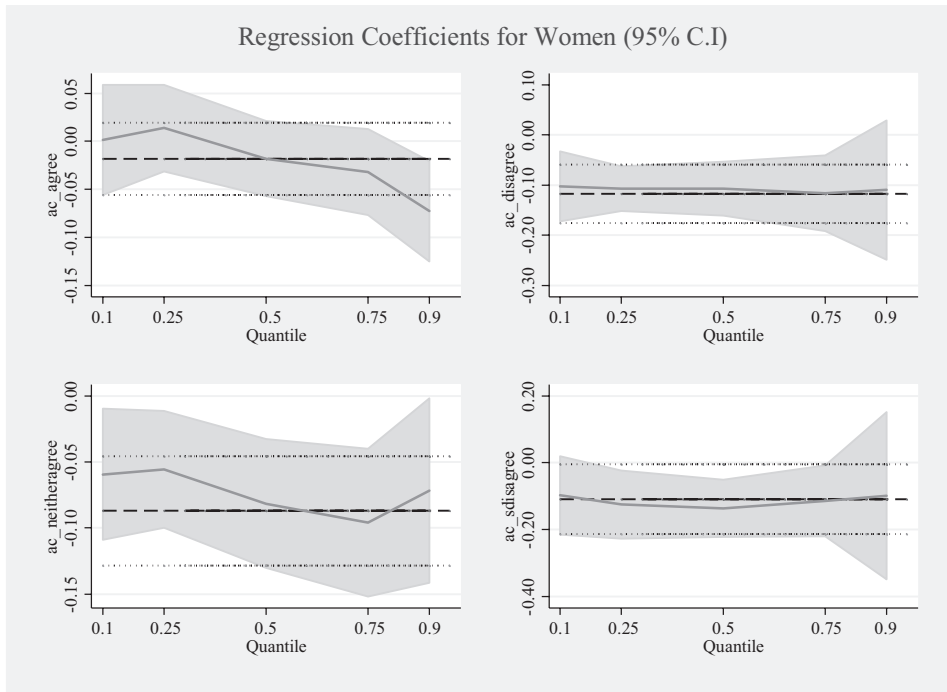 Regression Coefficients for Women (95% C.I)
ac_agree
0.05
0.00
-0.05
-0.10
-0.15
0.1 0.25 0.5 0.75 0.9
Quantile
ac_disagree
0.10
0.00
-0.10
-0.20
-0.30
0.1 0.25 0.5 0.75 0.9
Quantile
ac_neitheragree
0.00
-0.05
-0.10
-0.15
0.1 0.25 0.5 0.75 0.9
Quantile
ac_sdisagree
0.20
0.00
-0.20
-0.40
0.1 0.25 0.5 0.75 0.9
Quantile